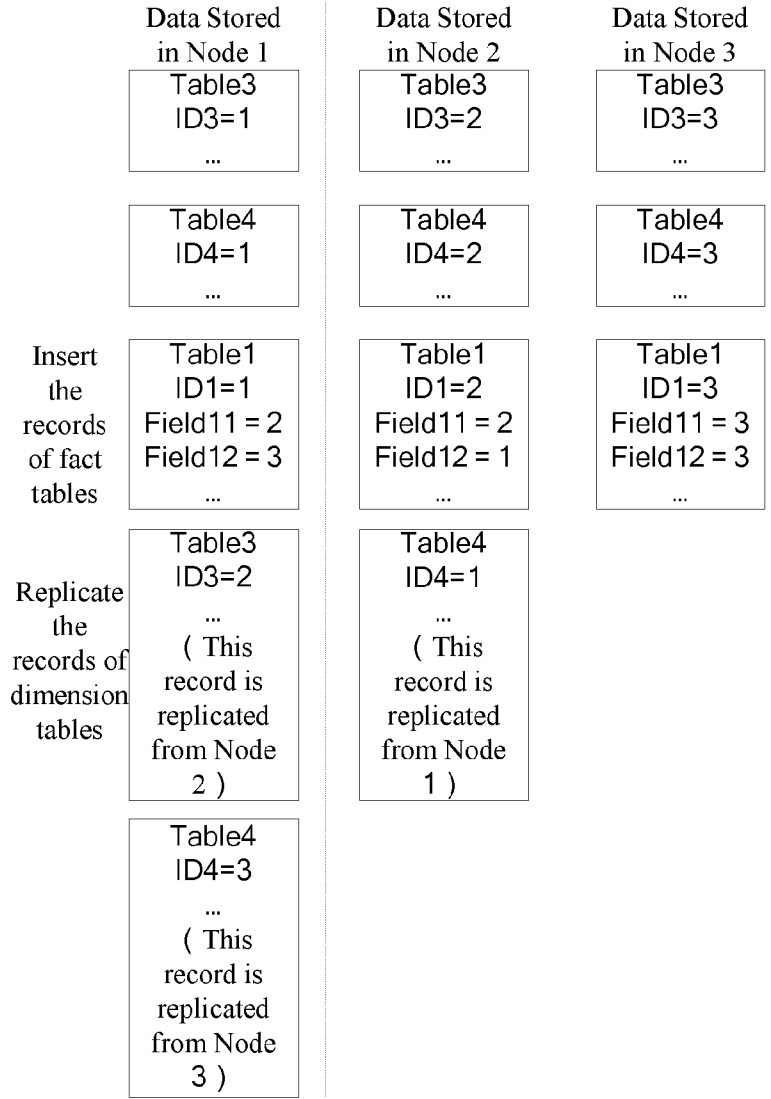 Data Stored
in Node 1
Data Stored
in Node 2
Data Stored
in Node 3
Table3
ID3=1
...
Table3
ID3=2
...
Table3
ID3=3
...
Table4
ID4=1
...
Table4
ID4=2
...
Table4
ID4=3
...
Insert
the
records
of fact
tables
Table1
ID1=1
Field11 = 2
Field12 = 3
...
Table1
ID1=2
Field11 = 2
Field12 = 1
...
Table1
ID1=3
Field11 = 3
Field12 = 3
...
Replicate
the
records of
dimension
tables
Table3
ID3=2
...
( This
record is
replicated
from Node
2 )
Table4
ID4=1
...
( This
record is
replicated
from Node
1 )
Table4
ID4=3
...
( This
record is
replicated
from Node
3 )